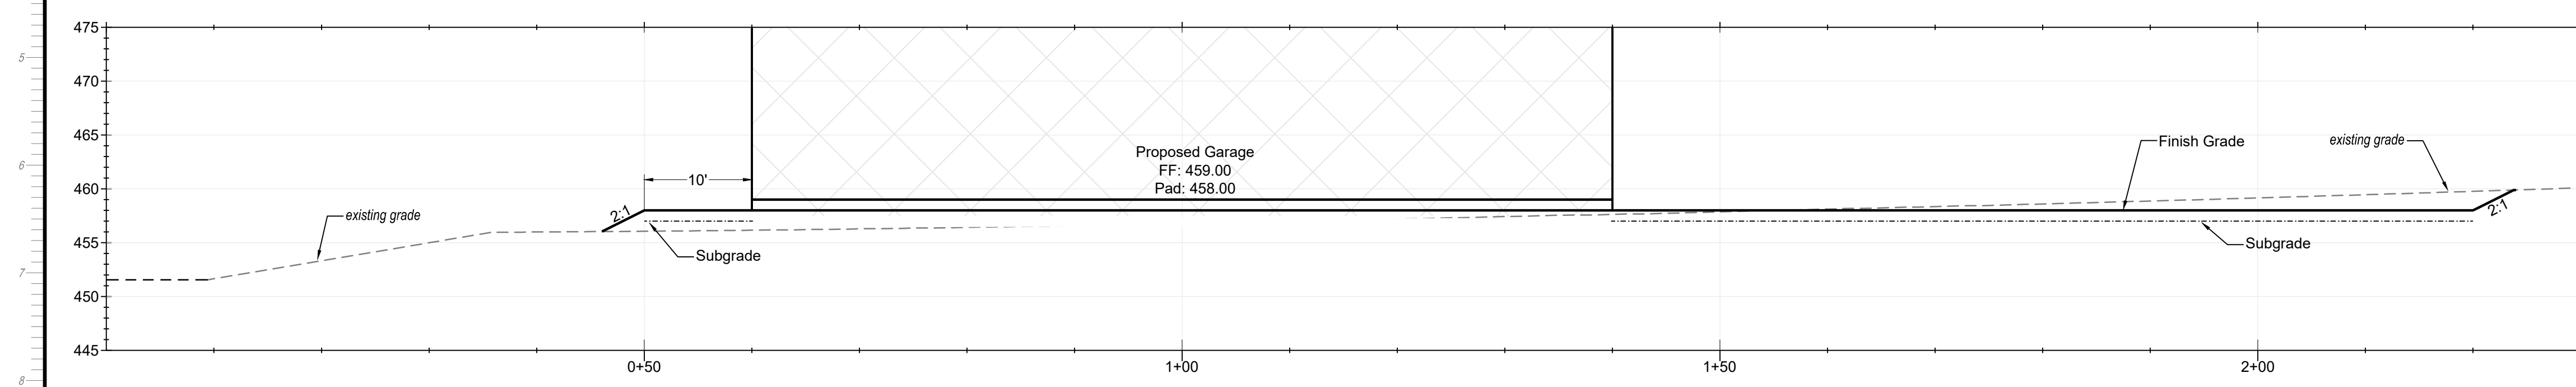 475
470
465
460
455
450
445
5
6
7
8
existing grade
2:1
10'
Subgrade
Proposed Garage
FF: 459.00
Pad: 458.00
Finish Grade
existing grade
2:1
Subgrade
0+50
1+00
1+50
2+00